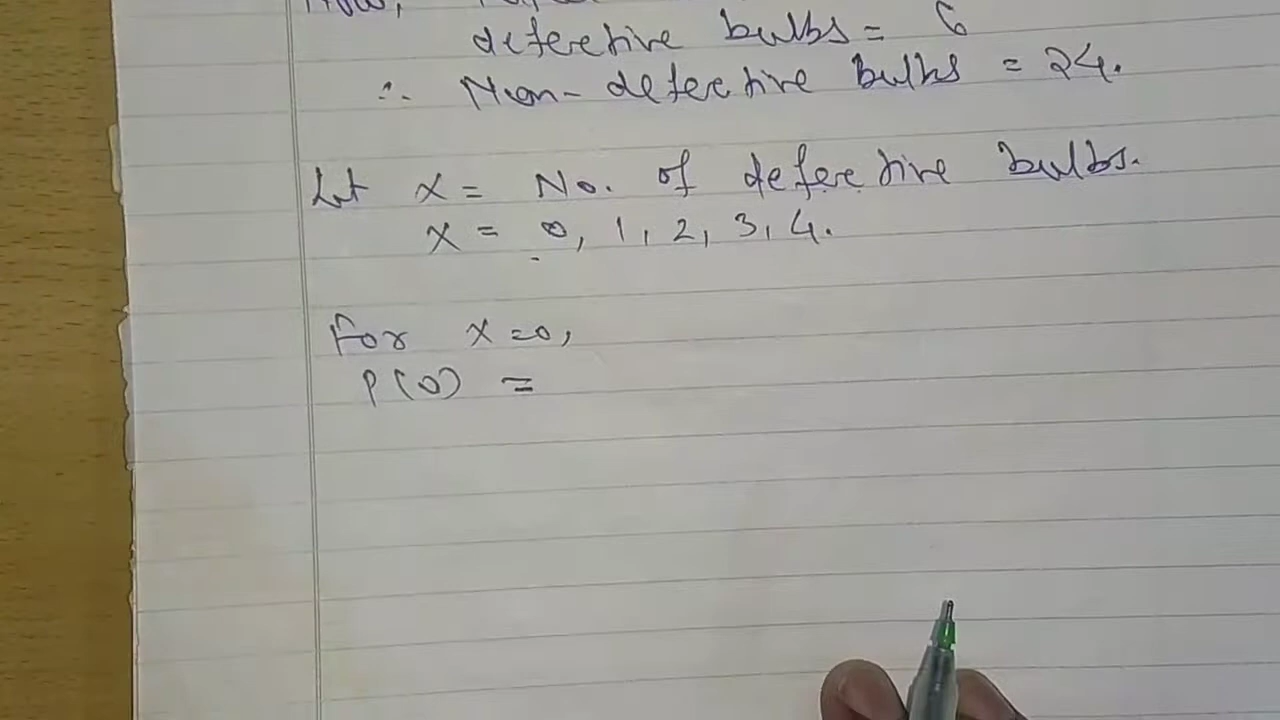 defective bulbs = 6
∴ Non-defective bulbs = 24.
Let x = No. of defective bulbs.
x = 0, 1, 2, 3, 4.
For x=0,
P(0) =